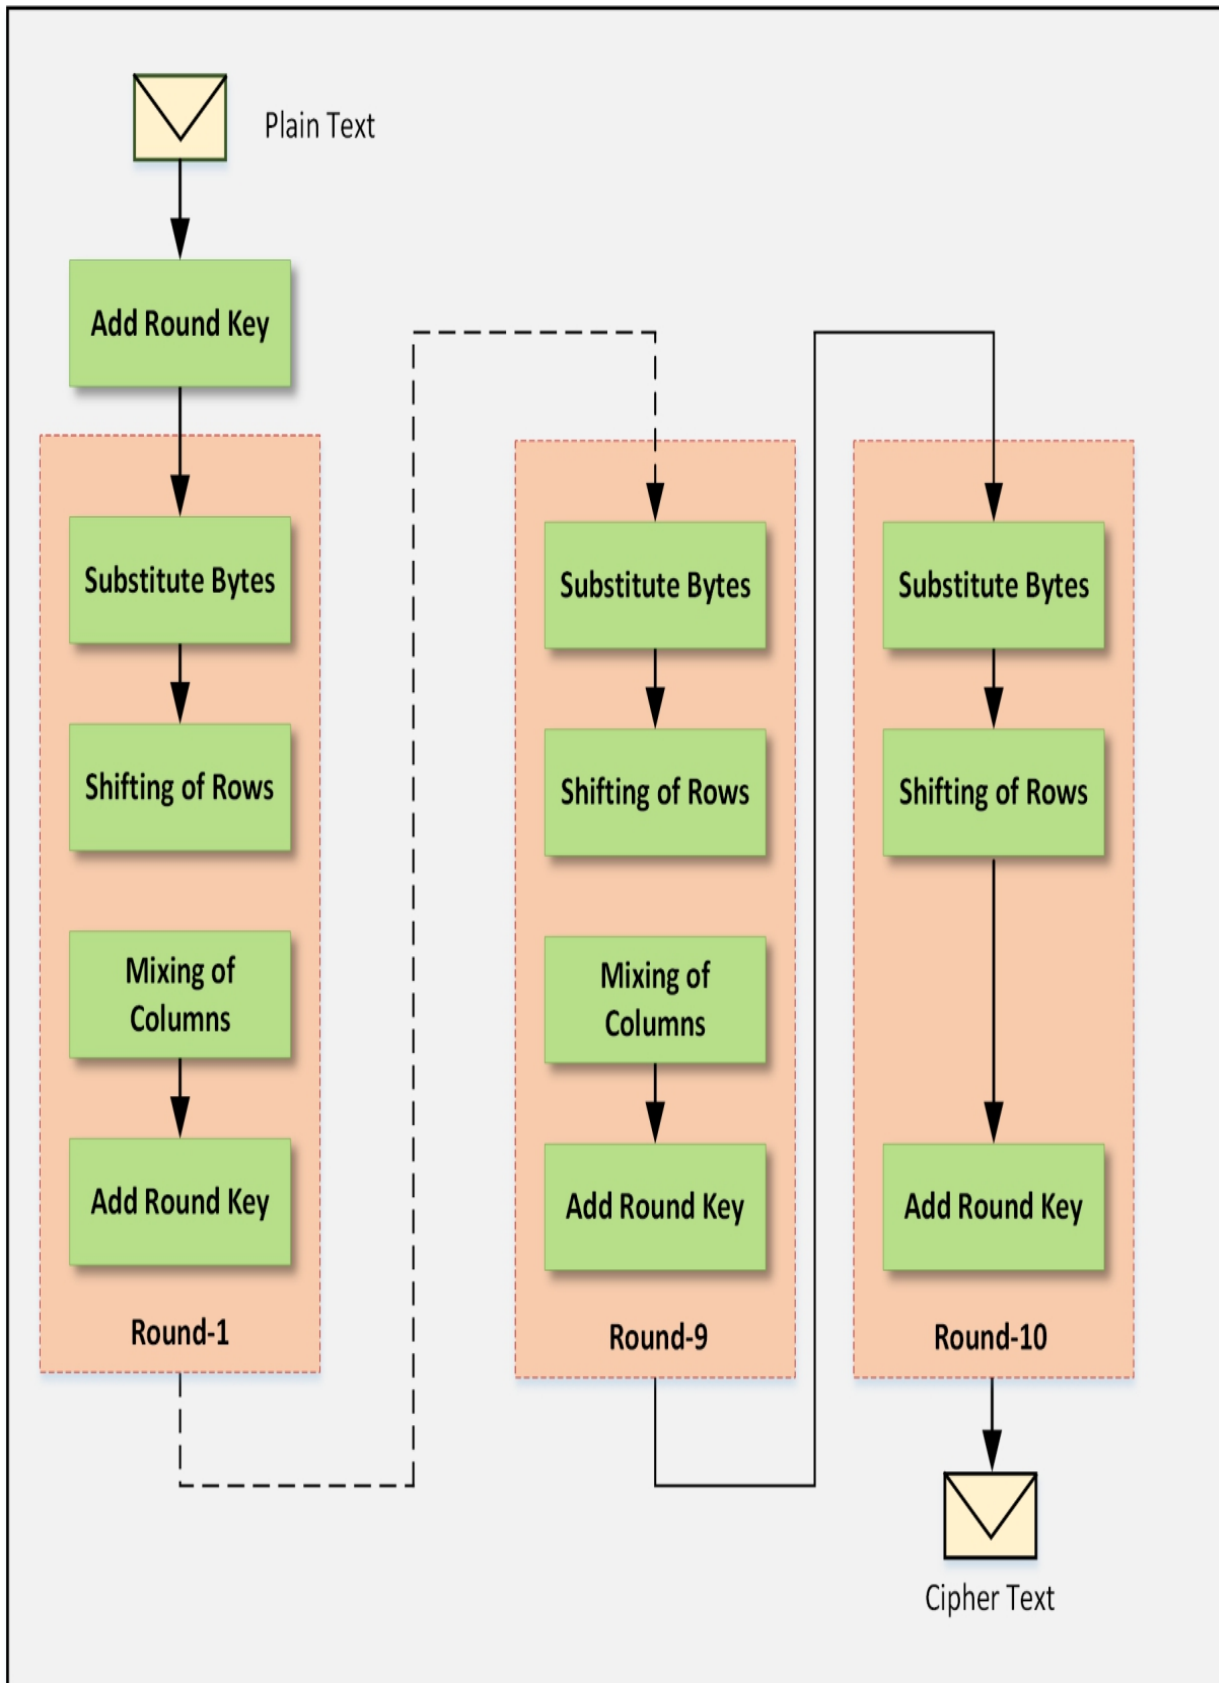 Plain Text
Add Round Key
Substitute Bytes
Shifting of Rows
Mixing of
Columns
Add Round Key
Round-1
Substitute Bytes
Shifting of Rows
Mixing of
Columns
Add Round Key
Round-9
Substitute Bytes
Shifting of Rows
Add Round Key
Round-10
Cipher Text